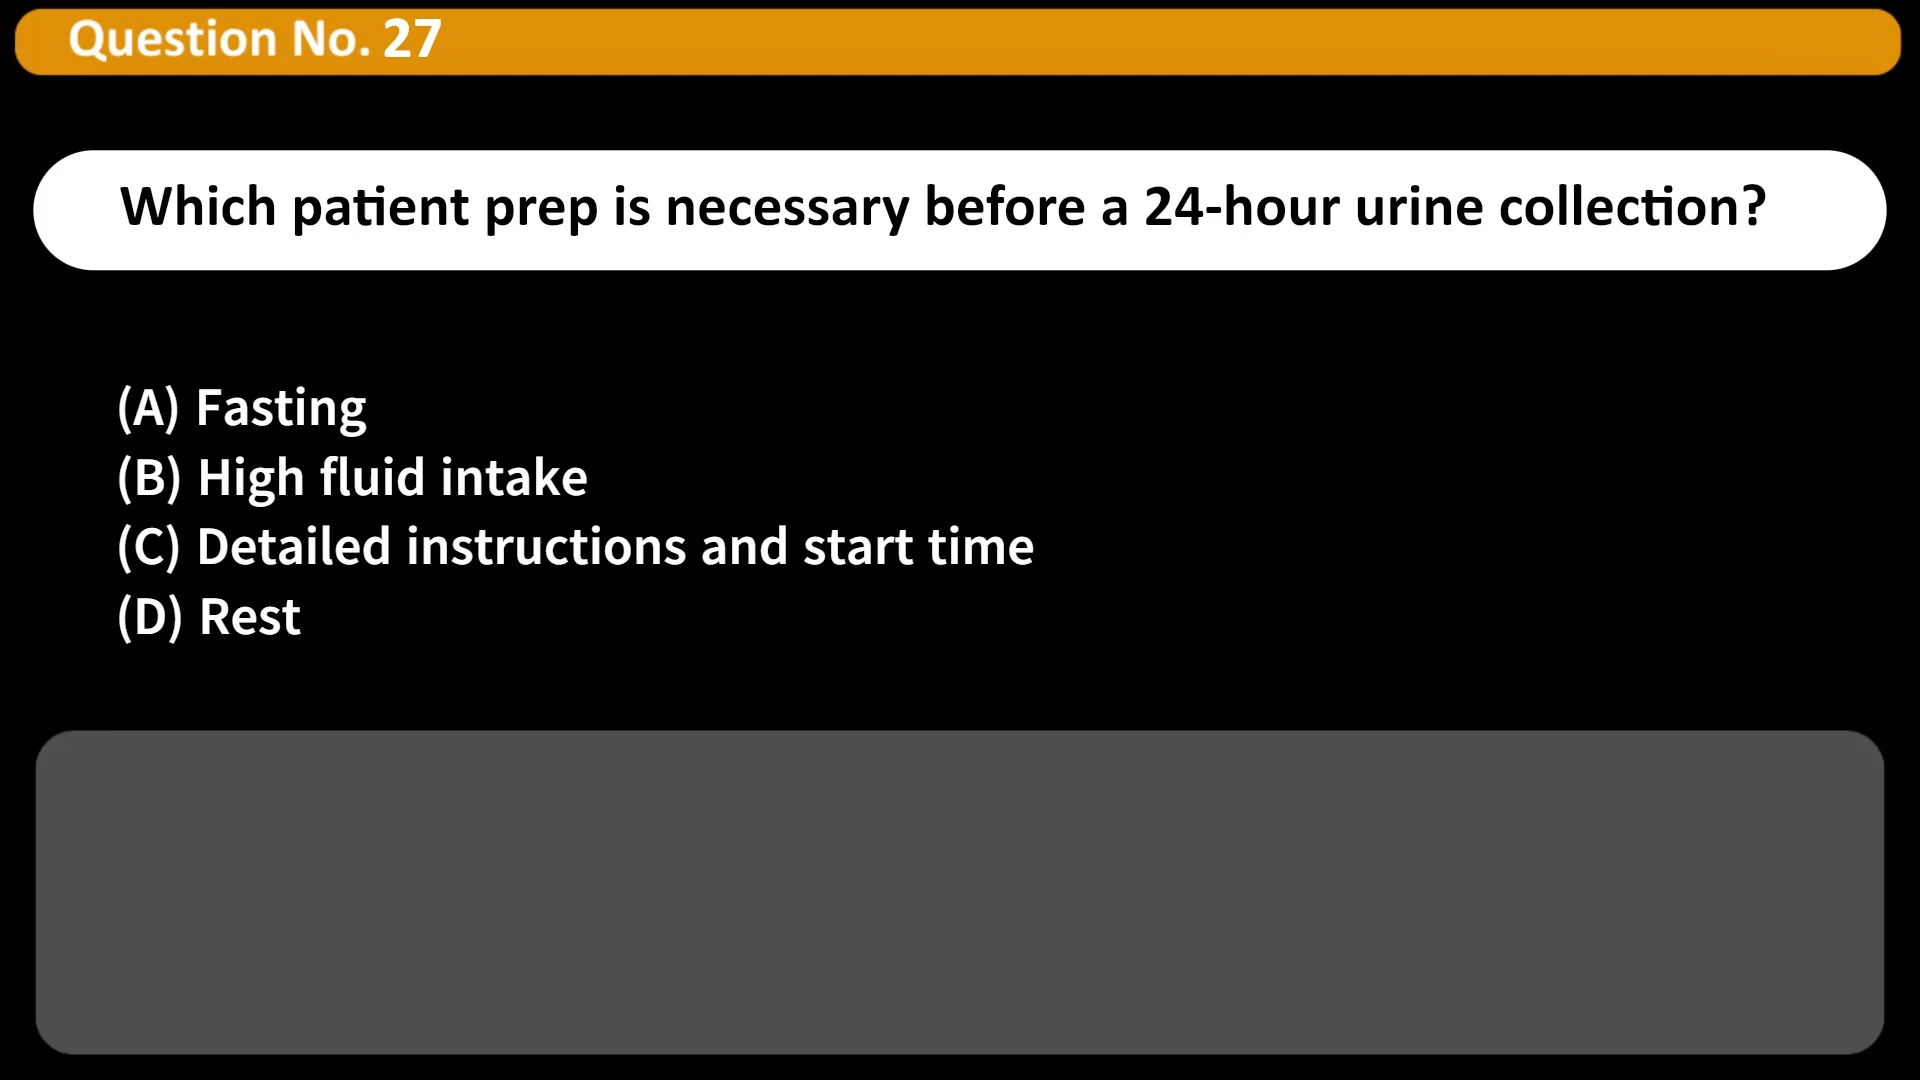 Question No. 27
Which patient prep is necessary before a 24-hour urine collection?
(A) Fasting
(B) High fluid intake
(C) Detailed instructions and start time
(D) Rest